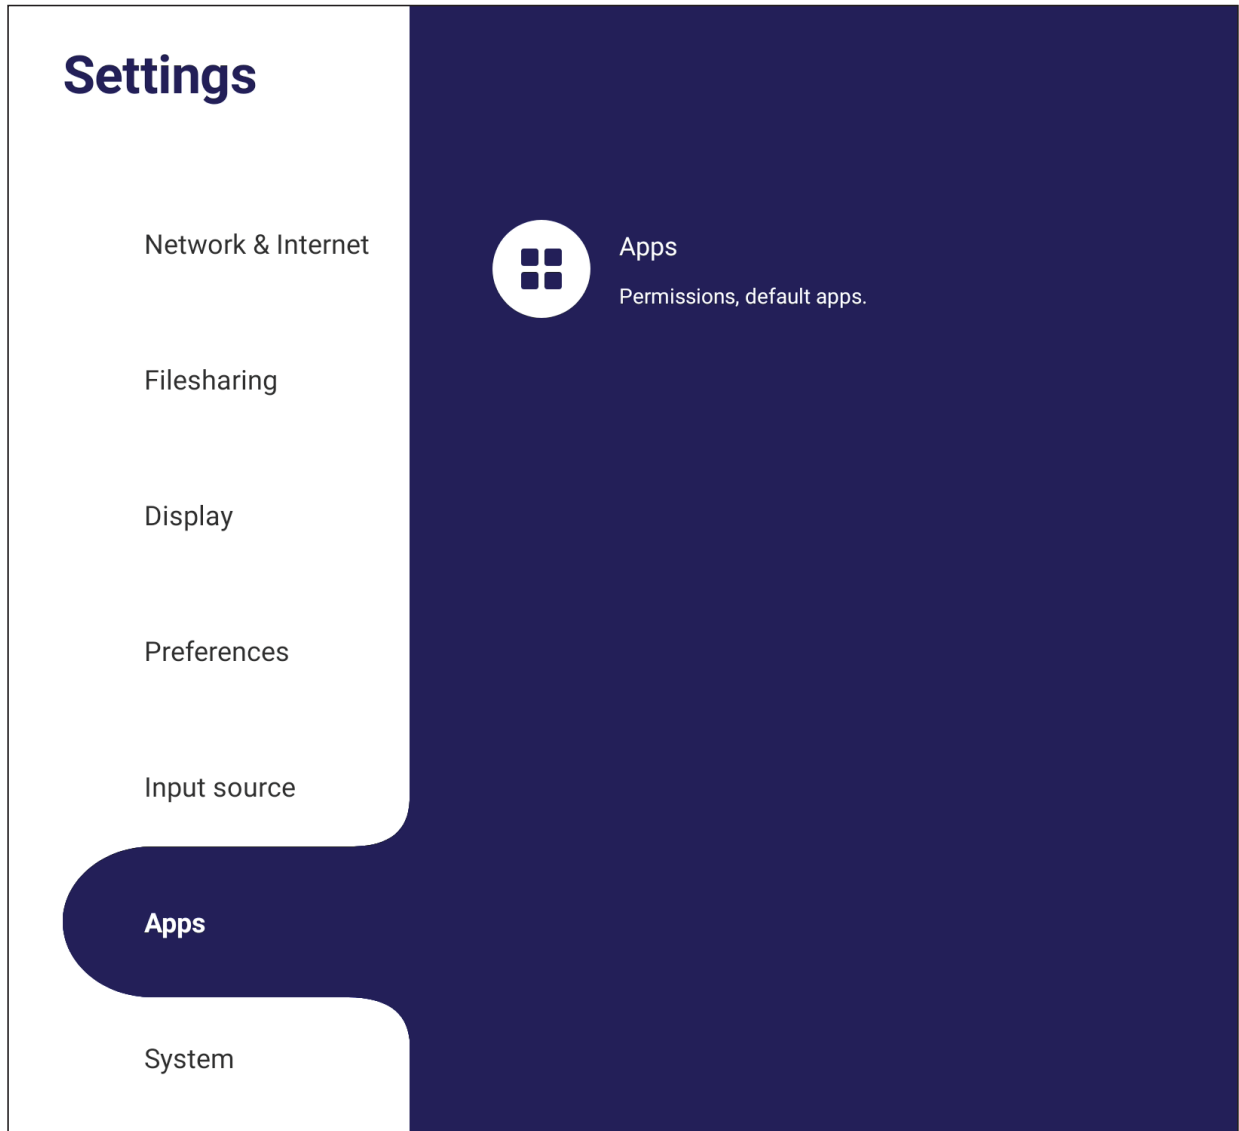 Settings
Network & Internet
Filesharing
Display
Preferences
Input source
Apps
System
Apps
Permissions, default apps.